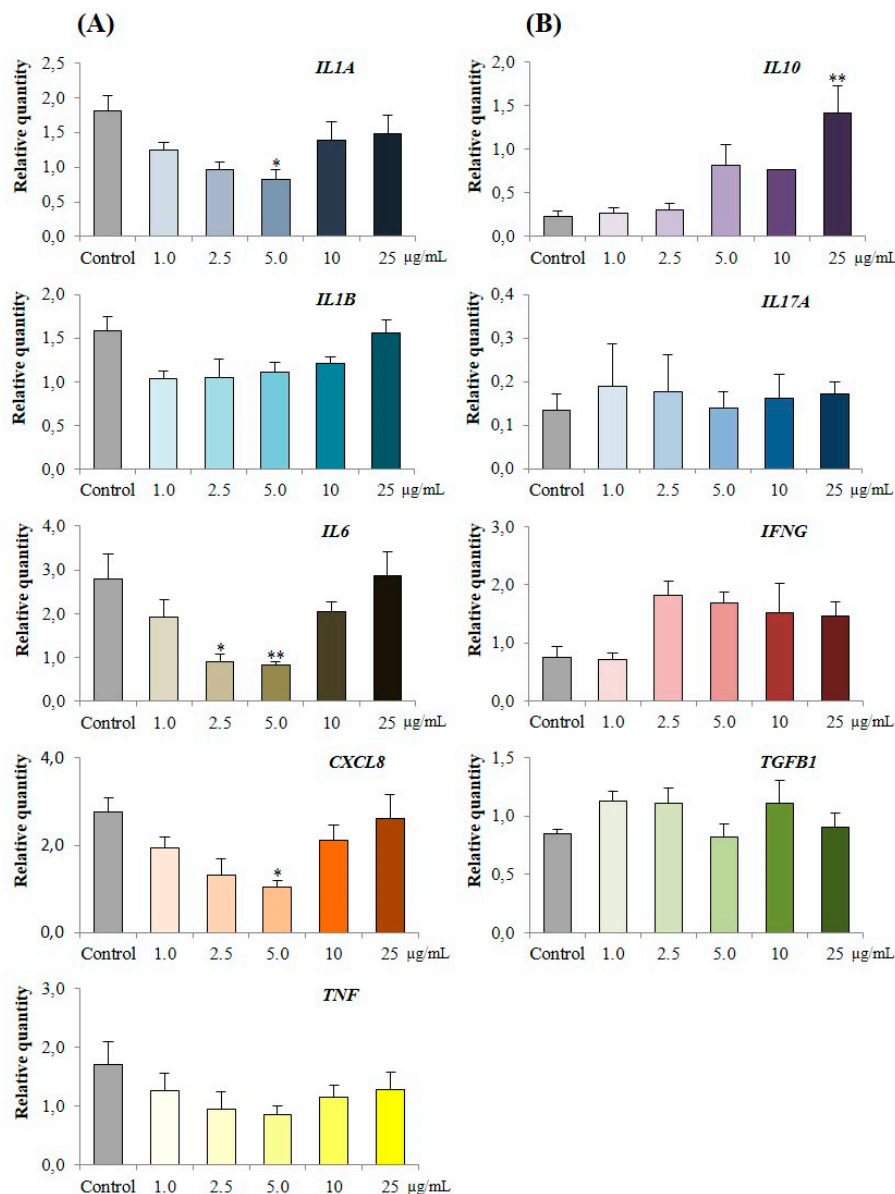 (A)
IL1A
Relative quantity
2,5
2,0
1,5
1,0
0,5
0,0
*
Control 1.0 2.5 5.0 10 25 µg/mL
IL1B
Relative quantity
2,0
1,5
1,0
0,5
0,0
Control 1.0 2.5 5.0 10 25 µg/mL
IL6
Relative quantity
4,0
3,0
2,0
1,0
0,0
* **
Control 1.0 2.5 5.0 10 25 µg/mL
CXCL8
Relative quantity
4,0
2,0
0,0
*
Control 1.0 2.5 5.0 10 25 µg/mL
TNF
Relative quantity
3,0
2,0
1,0
0,0
Control 1.0 2.5 5.0 10 25 µg/mL
(B)
IL10
Relative quantity
2,0
1,5
1,0
0,5
0,0
**
Control 1.0 2.5 5.0 10 25 µg/mL
IL17A
Relative quantity
0,4
0,3
0,2
0,1
0,0
Control 1.0 2.5 5.0 10 25 µg/mL
IFNG
Relative quantity
3,0
2,0
1,0
0,0
Control 1.0 2.5 5.0 10 25 µg/mL
TGFB1
Relative quantity
1,5
1,0
0,5
0,0
Control 1.0 2.5 5.0 10 25 µg/mL